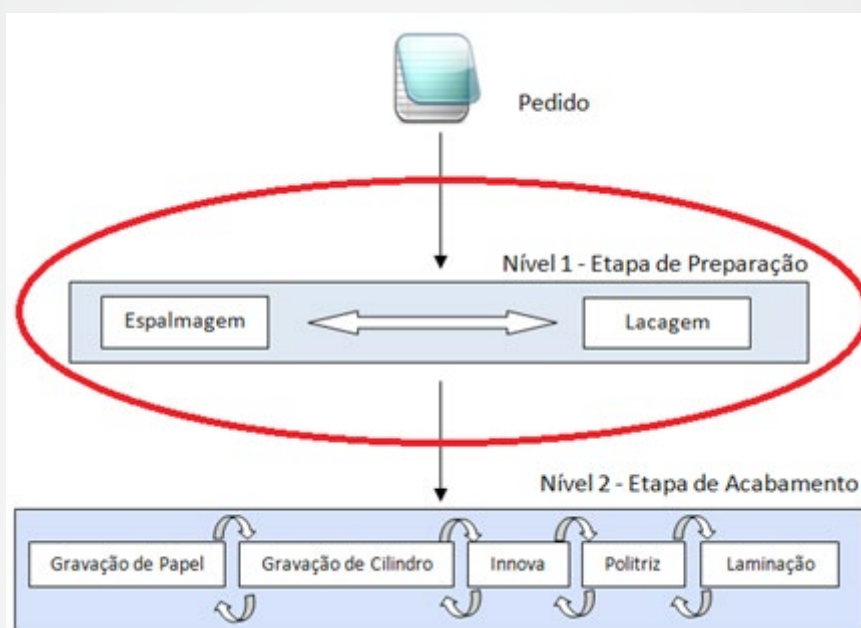 Pedido
Nível 1 - Etapa de Preparação
Espalmagem
Lacagem
Nível 2 - Etapa de Acabamento
Gravação de Papel
Gravação de Cilindro
Innova
Politriz
Laminação